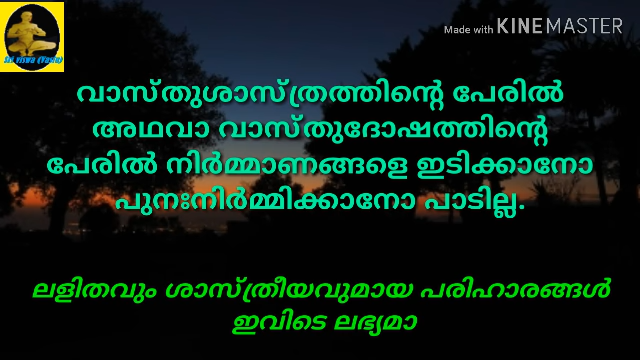 Made with KINEMASTER
വാസ്തുശാസ്ത്രത്തിന്റെ പേരിൽ
അഥവാ വാസ്തുദോഷത്തിന്റെ
പേരിൽ നിർമ്മാണങ്ങളെ ഇടിക്കാനോ
പുനഃനിർമ്മിക്കാനോ പാടില്ല.
ലളിതവും ശാസ്ത്രീയവുമായ പരിഹാരങ്ങൾ
ഇവിടെ ലഭ്യമാ